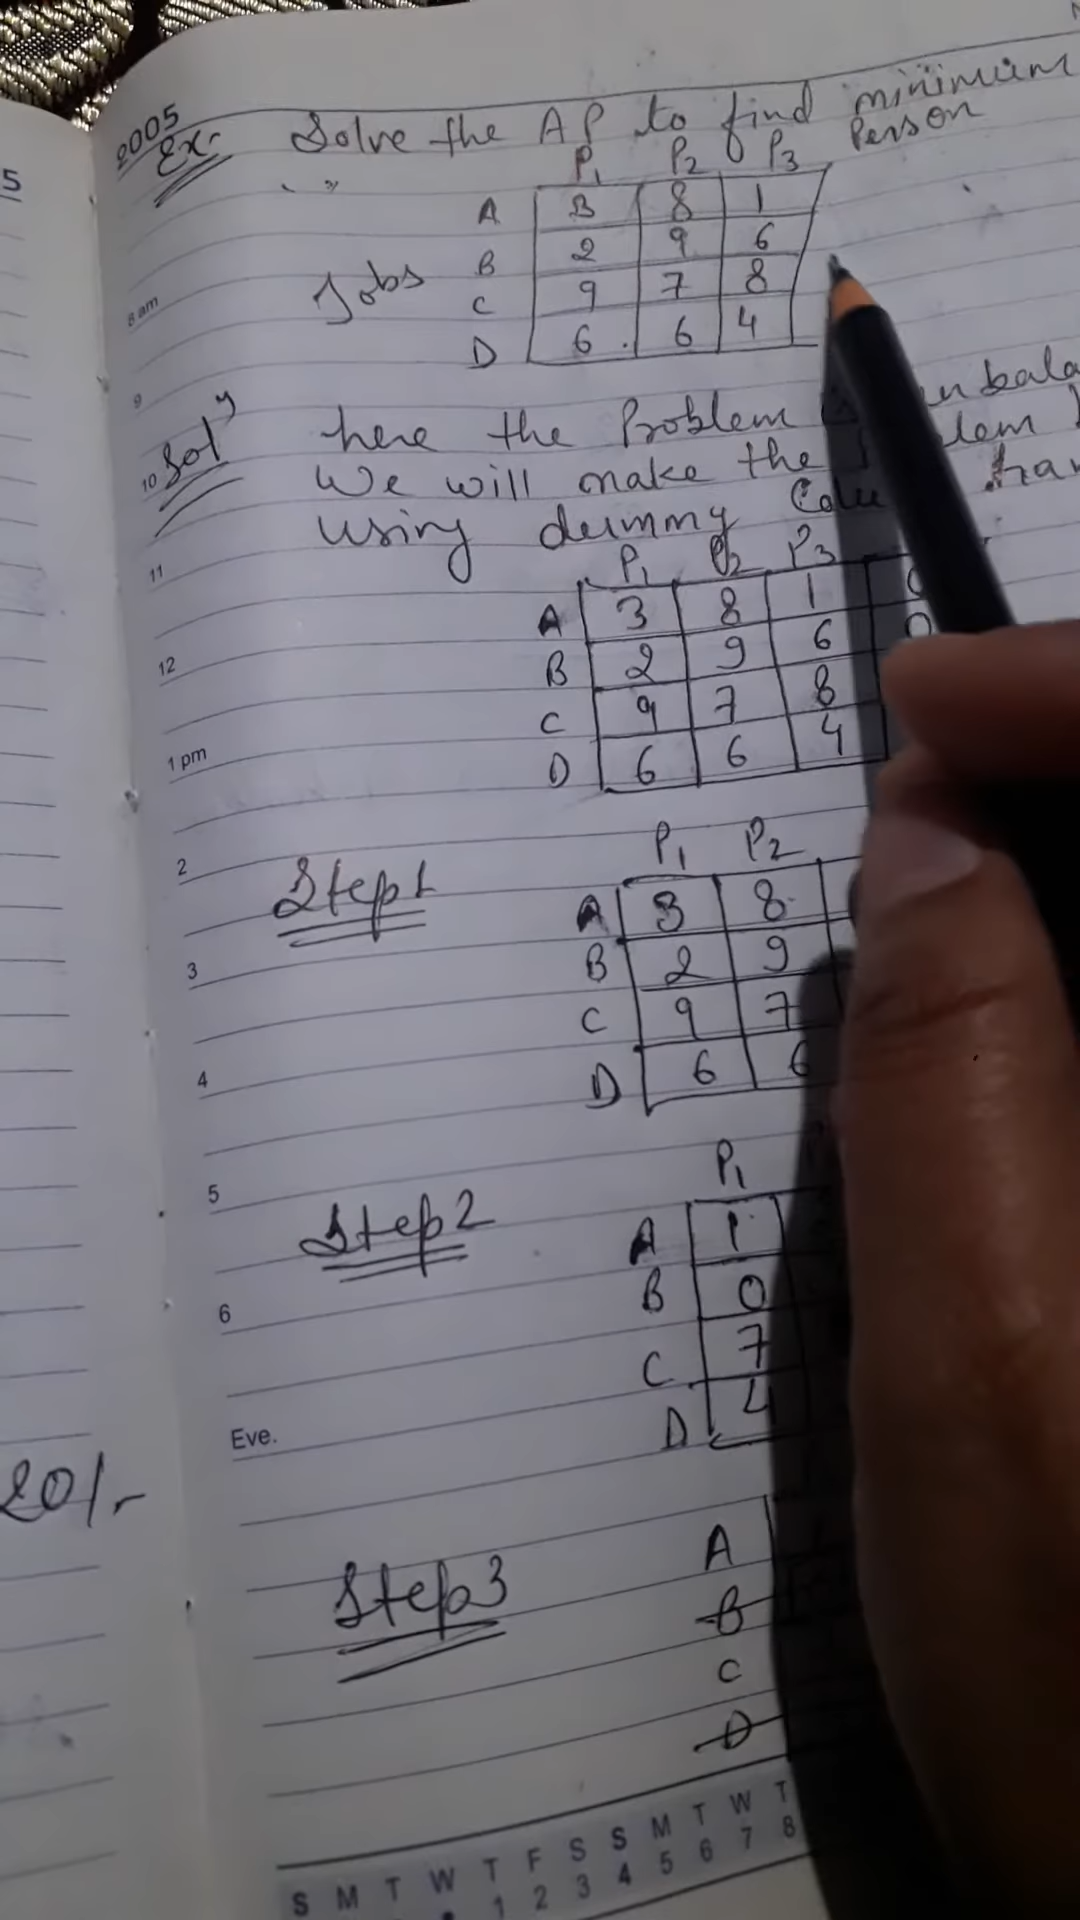 5
2005
Ex- Solve the AP to find minimum
Person
P1 P2 P3
A 3 8 1
B 2 9 6
Jobs
C 9 7 8
D 6 6 4
8 am
9
Solⁿ here the Problem
10 We will make the
using dummy
11
P1 P2 P3
A 3 8 1
B 2 9 6 0
12
C 9 7 8
D 6 6 4
1 pm
P1 P2
2
Step 1
A 3 8
B 2 9
3
C 9 7
D 6 6
4
P1
5
Step 2
A 1
B 0
6
C 7
D 4
Eve.
20/-
A
Step 3
B
C
D
S M T W T F S S M T W T
1 2 3 4 5 6 7 8